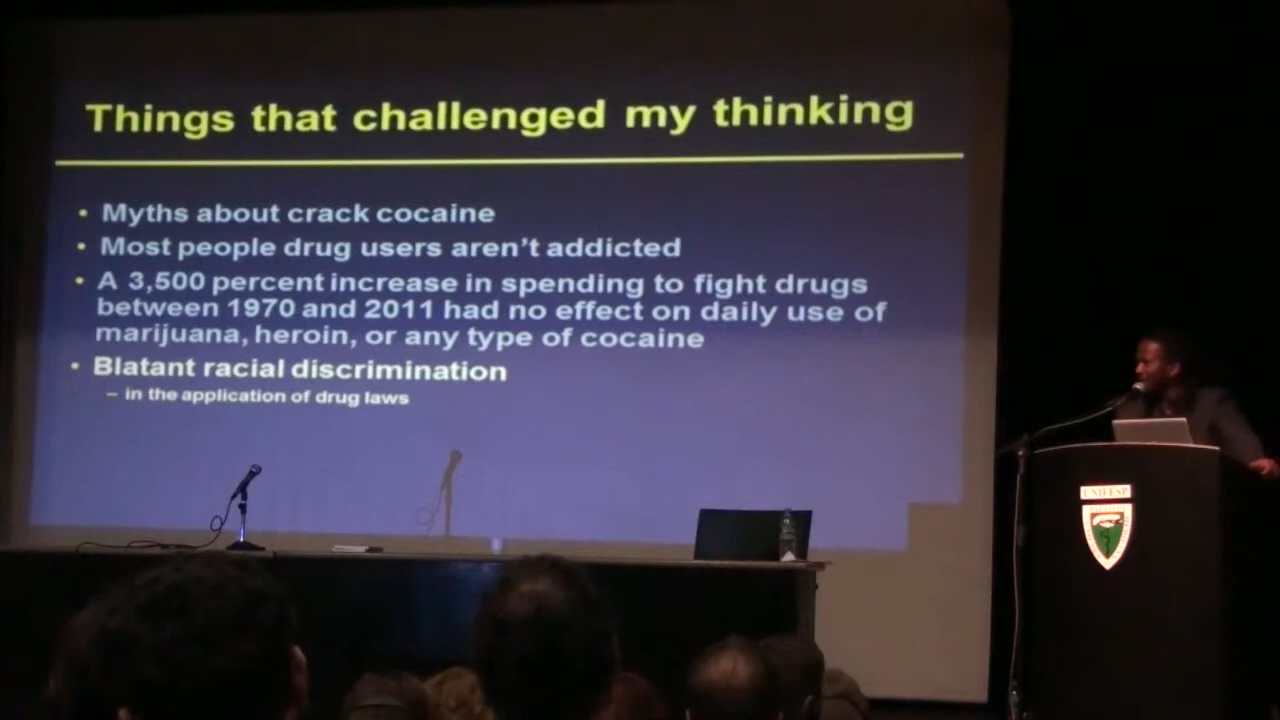 Things that challenged my thinking
• Myths about crack cocaine
• Most people drug users aren't addicted
• A 3,500 percent increase in spending to fight drugs
between 1970 and 2011 had no effect on daily use of
marijuana, heroin, or any type of cocaine
• Blatant racial discrimination
– in the application of drug laws
UNIFESP